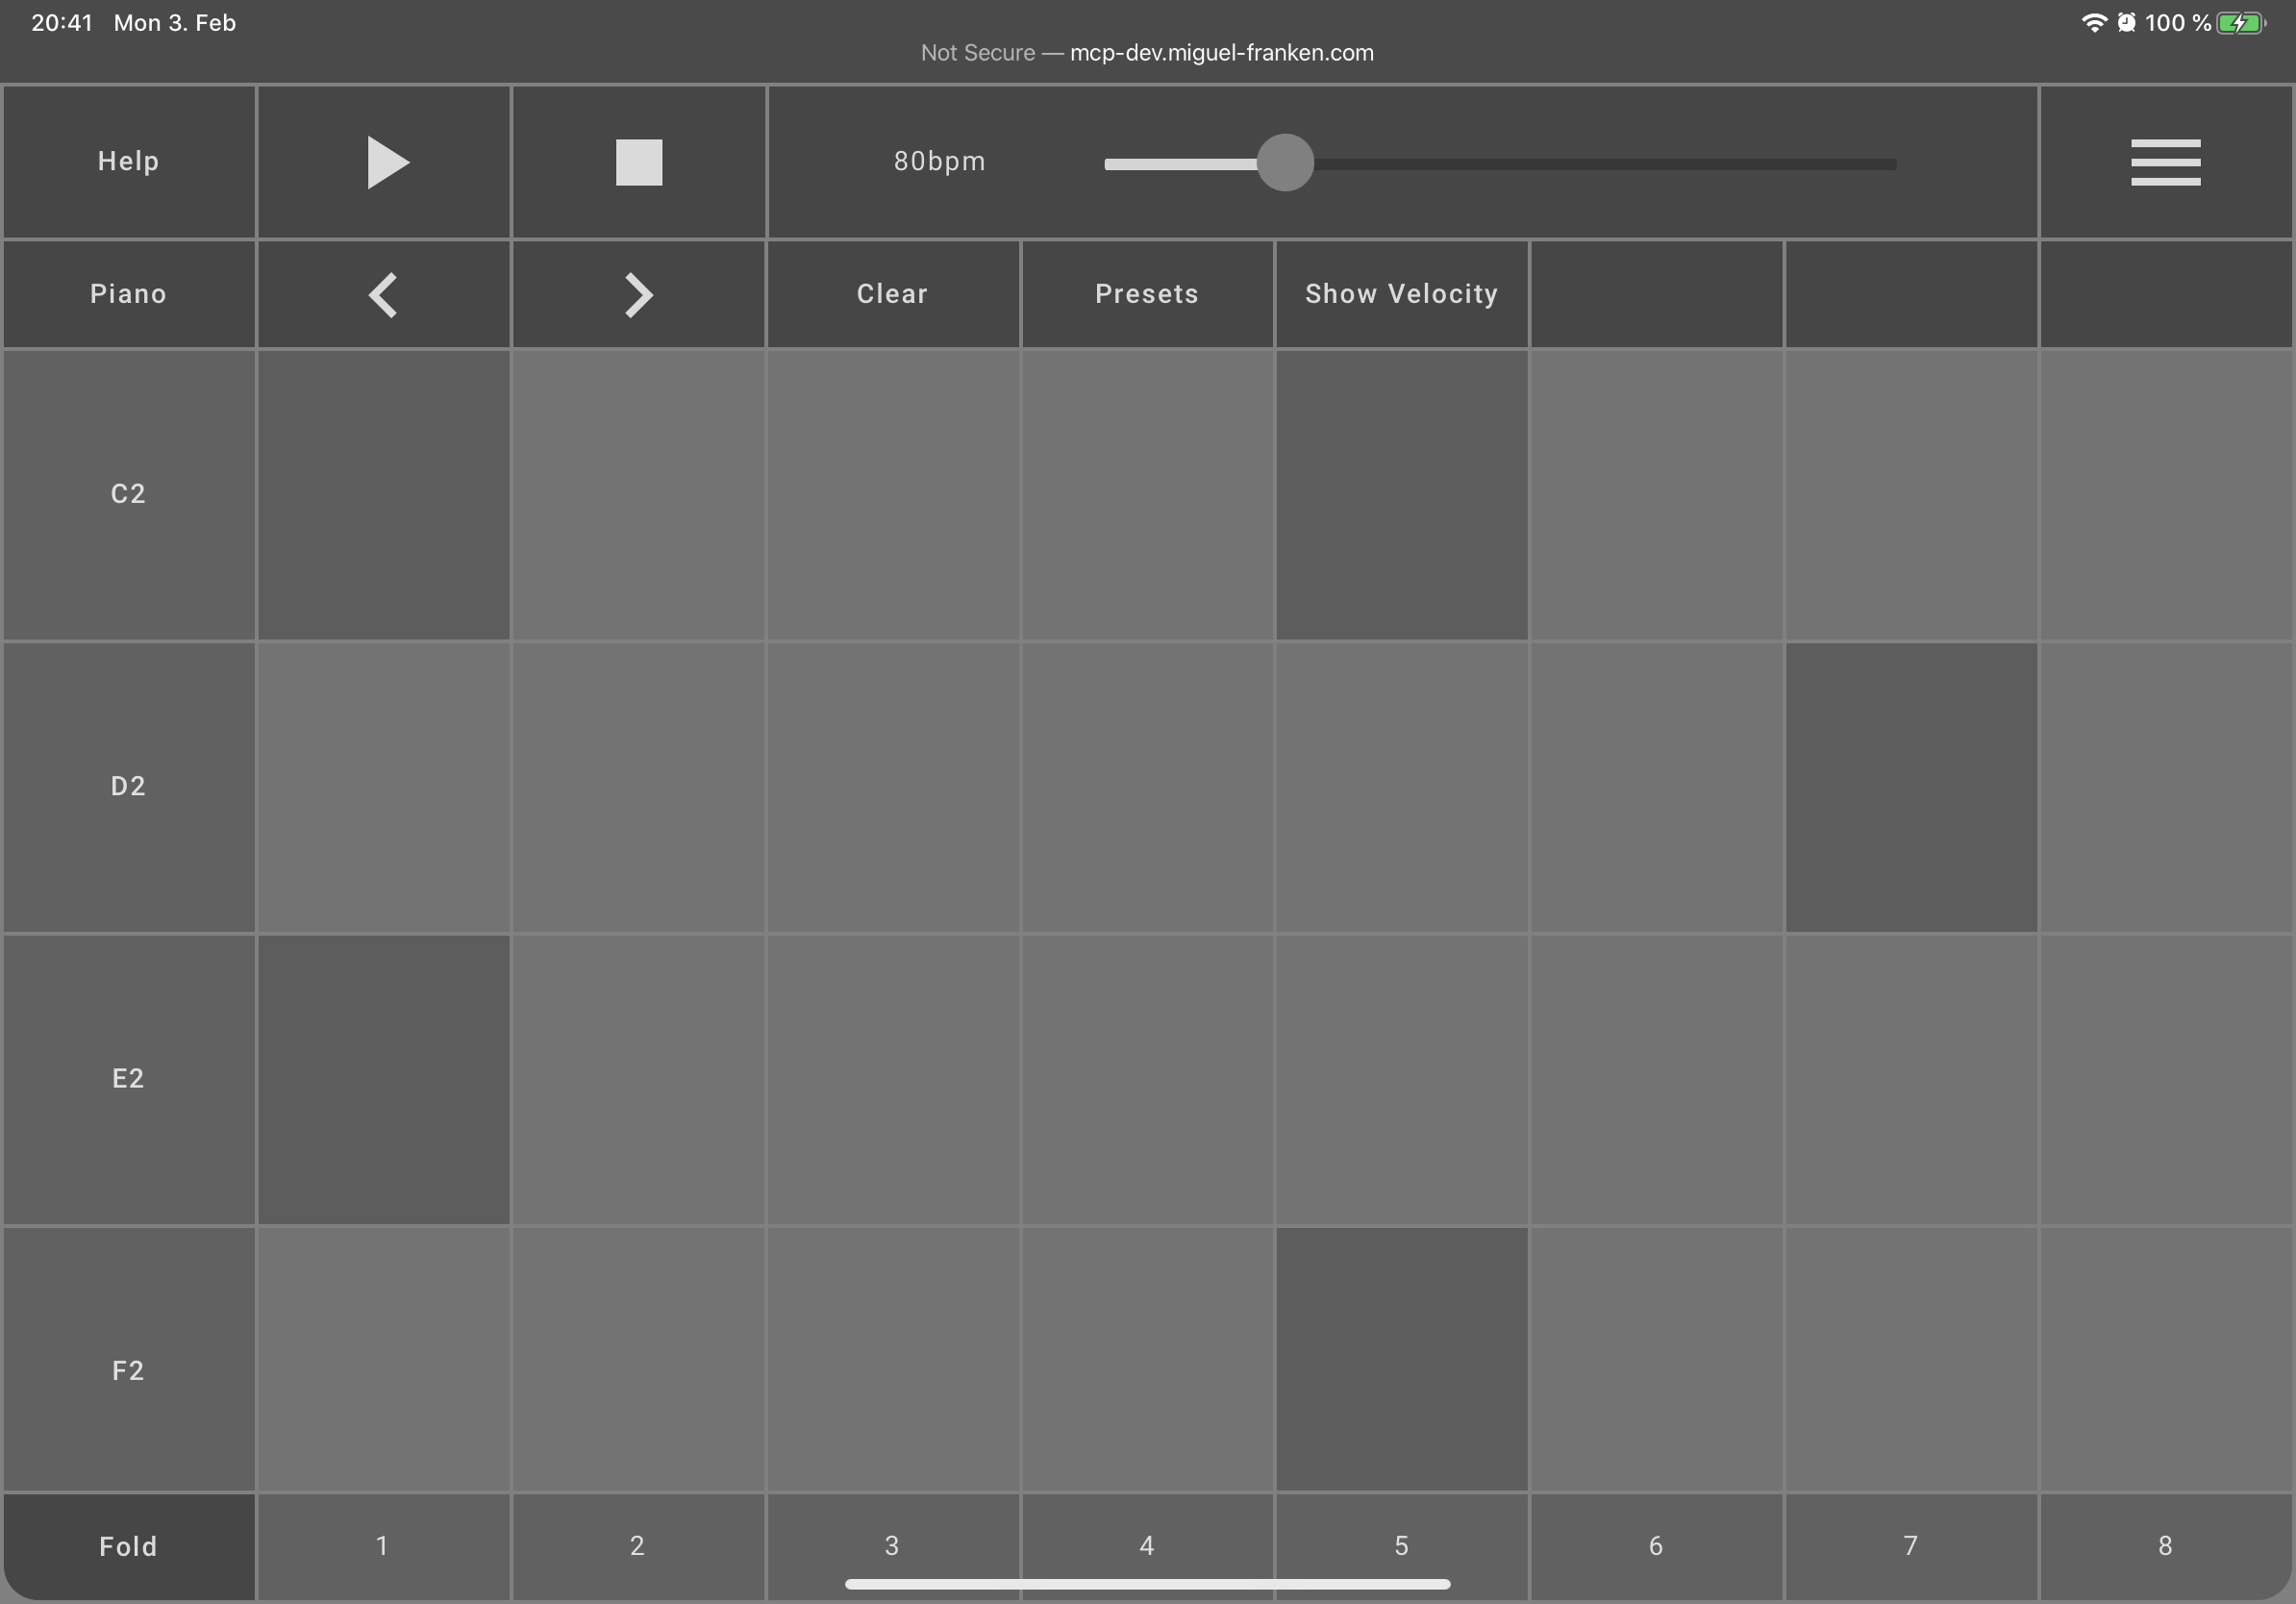 20:41 Mon 3. Feb
100 %
Not Secure — mcp-dev.miguel-franken.com
Help
80bpm
Piano
Clear
Presets
Show Velocity
C2
D2
E2
F2
Fold
1
2
3
4
5
6
7
8